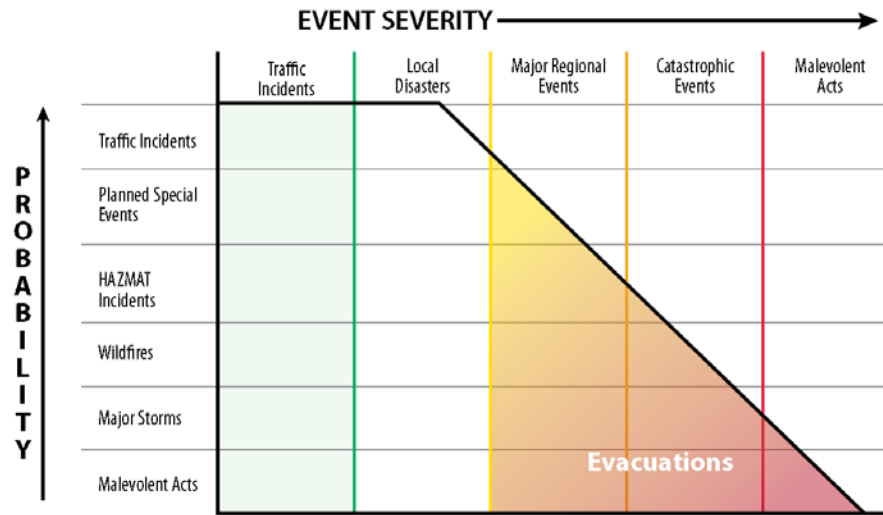 EVENT SEVERITY
Traffic
Incidents
Local
Disasters
Major Regional
Events
Catastrophic
Events
Malevolent
Acts
PROBABILITY
Traffic Incidents
Planned Special
Events
HAZMAT
Incidents
Wildfires
Major Storms
Malevolent Acts
Evacuations